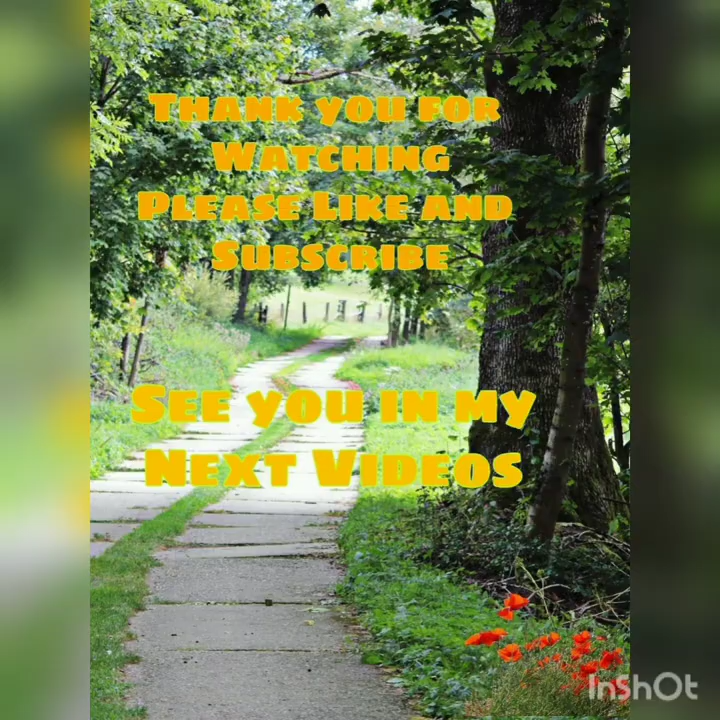 Thank you for
Watching
Please Like and
Subscribe
See you in my
Next Videos
InShOt